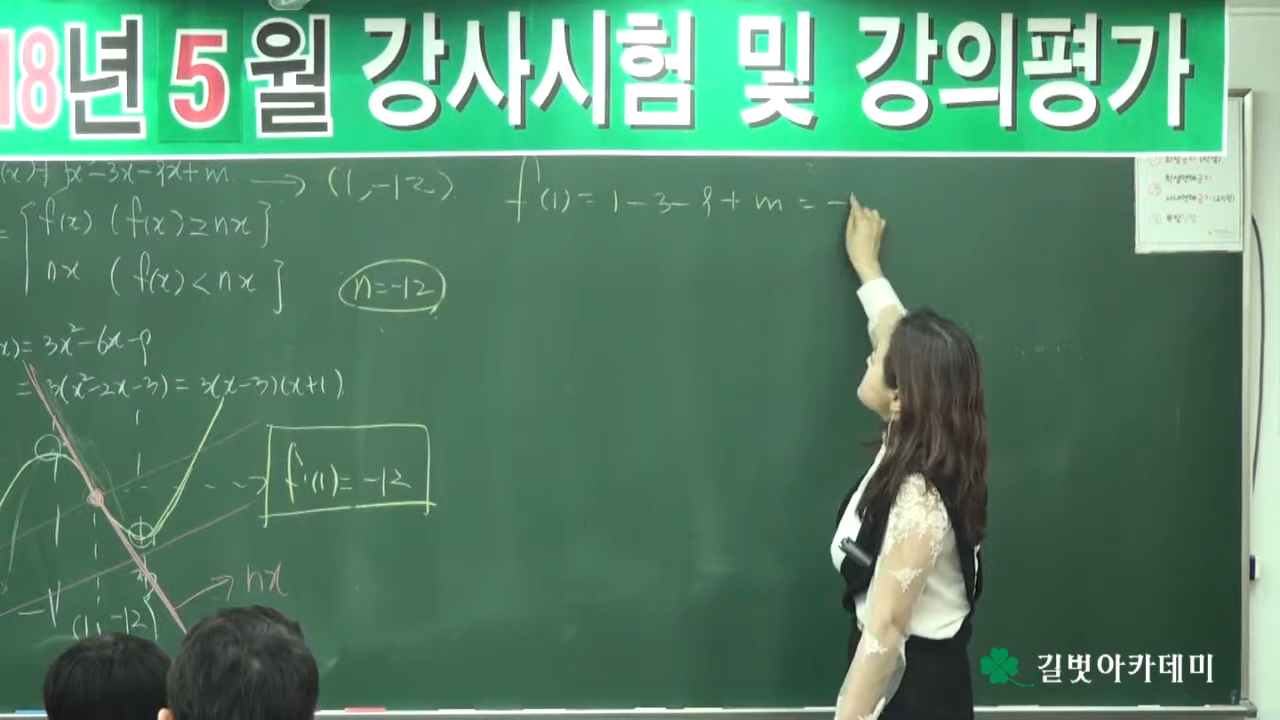 18년 5월 강사시험 및 강의평가
(x) = x³-3x²-9x+m → (1, -12).
f(1) = 1-3-9+m = -
= f(x) (f(x) ≥ nx)
nx (f(x) < nx)
n=-12
x) = 3x²-6x-9
= 3(x²-2x-3) = 3(x-3)(x+1).
f'(1) = -12
nx
-1
(1, -12)
길벗아카데미